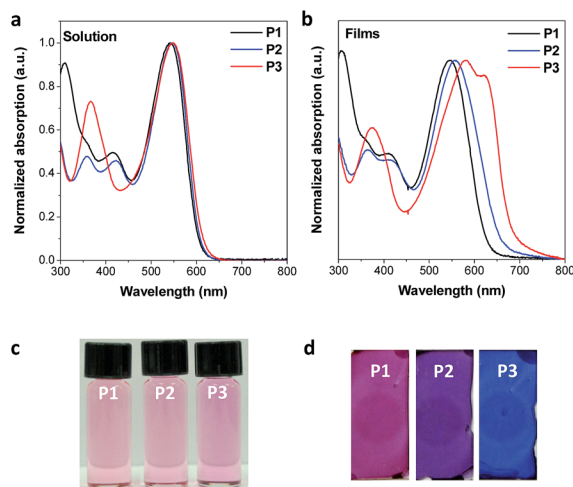 a
Solution
P1
P2
P3
Normalized absorption (a.u.)
1.0
0.8
0.6
0.4
0.2
0.0
300 400 500 600 700 800
Wavelength (nm)
b
Films
P1
P2
P3
Normalized absorption (a.u.)
300 400 500 600 700 800
Wavelength (nm)
c
P1 P2 P3
d
P1 P2 P3